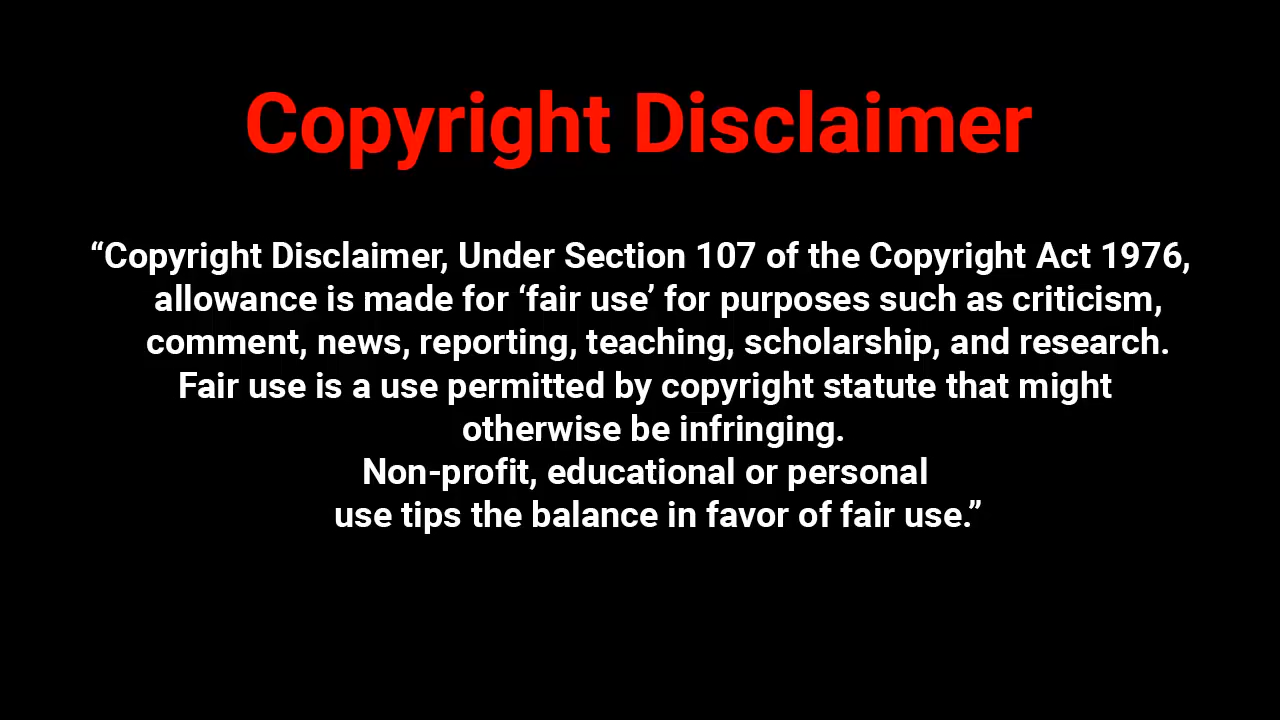 Copyright Disclaimer
“Copyright Disclaimer, Under Section 107 of the Copyright Act 1976,
allowance is made for ‘fair use’ for purposes such as criticism,
comment, news, reporting, teaching, scholarship, and research.
Fair use is a use permitted by copyright statute that might
otherwise be infringing.
Non-profit, educational or personal
use tips the balance in favor of fair use.”